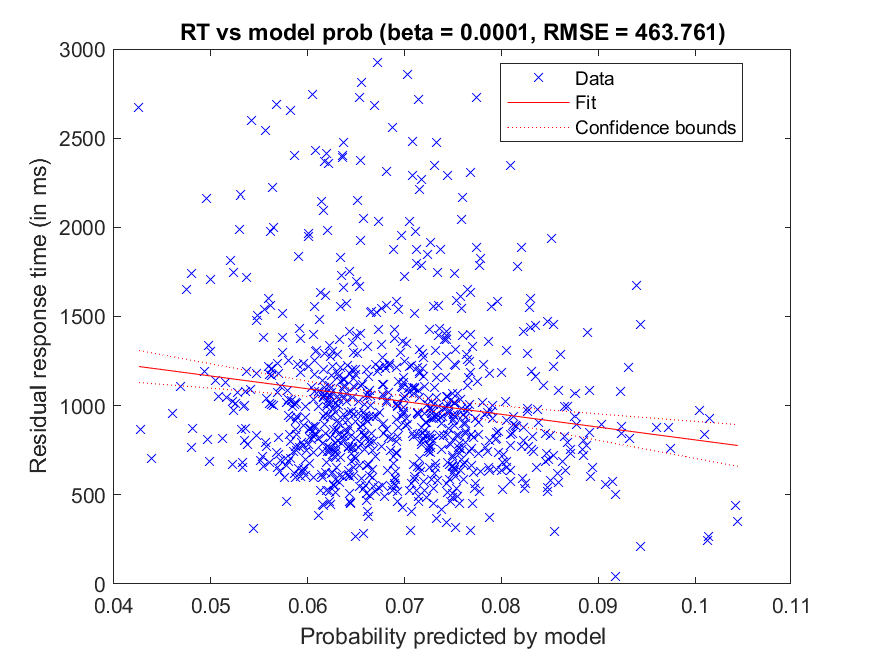 RT vs model prob (beta = 0.0001, RMSE = 463.761)
3000
2500
2000
1500
1000
500
0
Residual response time (in ms)
Data
Fit
Confidence bounds
0.04
0.05
0.06
0.07
0.08
0.09
0.1
0.11
Probability predicted by model